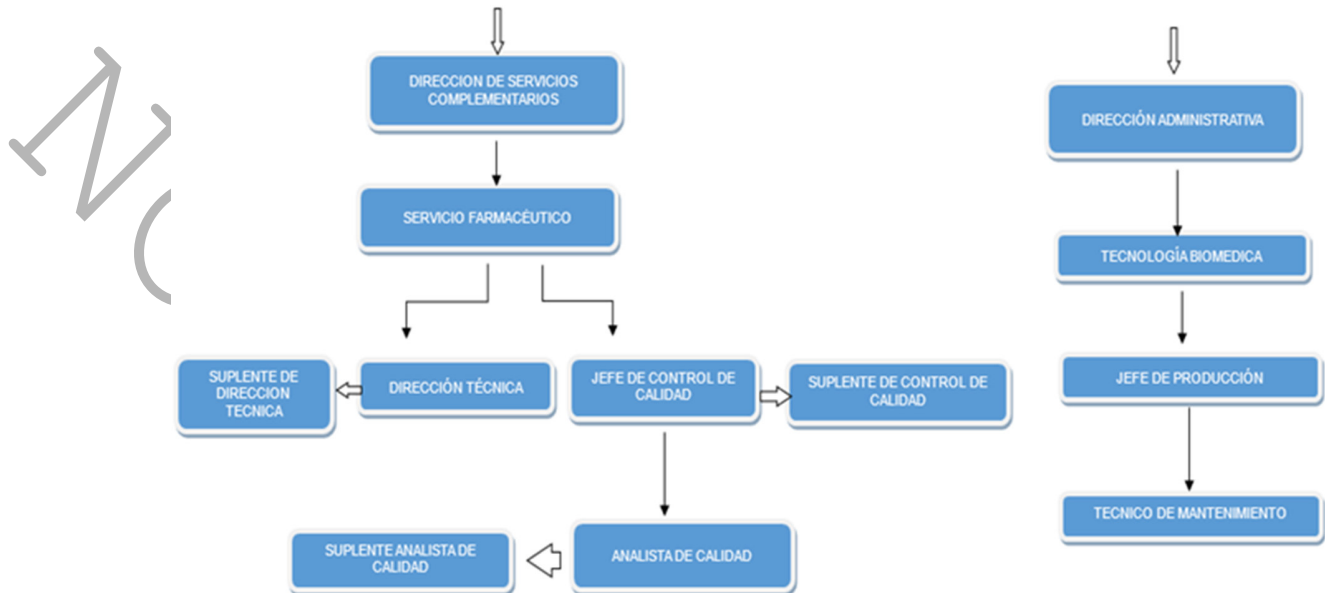 DIRECCION DE SERVICIOS
COMPLEMENTARIOS
DIRECCIÓN ADMINISTRATIVA
SERVICIO FARMACÉUTICO
TECNOLOGÍA BIOMEDICA
SUPLENTE DE
DIRECCION
TECNICA
DIRECCIÓN TÉCNICA
JEFE DE CONTROL DE
CALIDAD
SUPLENTE DE CONTROL DE
CALIDAD
JEFE DE PRODUCCIÓN
TECNICO DE MANTENIMIENTO
SUPLENTE ANALISTA DE
CALIDAD
ANALISTA DE CALIDAD